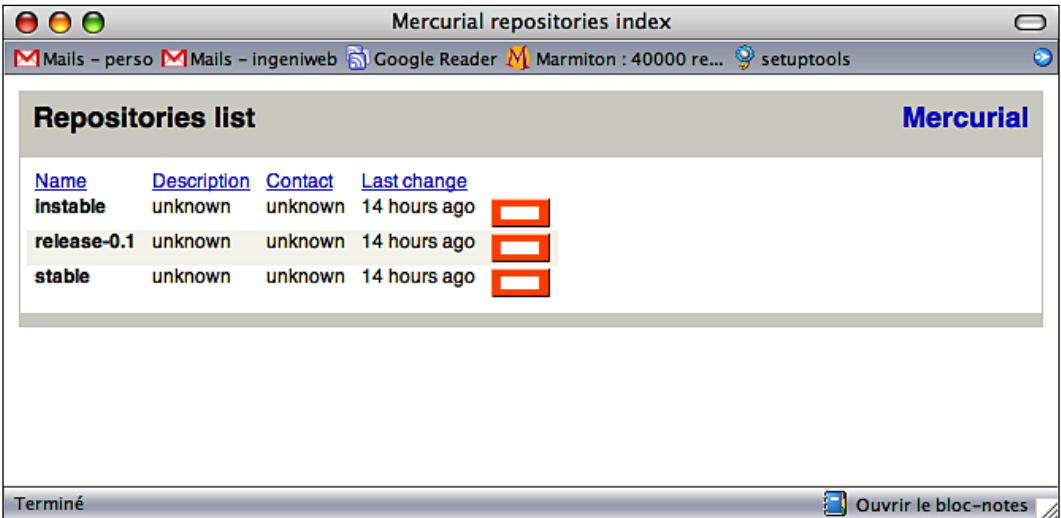 Mercurial repositories index
Mails – perso Mails – ingeniweb Google Reader Marmiton : 40000 re... setuptools
Repositories list Mercurial
Name Description Contact Last change
instable unknown unknown 14 hours ago
release-0.1 unknown unknown 14 hours ago
stable unknown unknown 14 hours ago
Terminé Ouvrir le bloc-notes